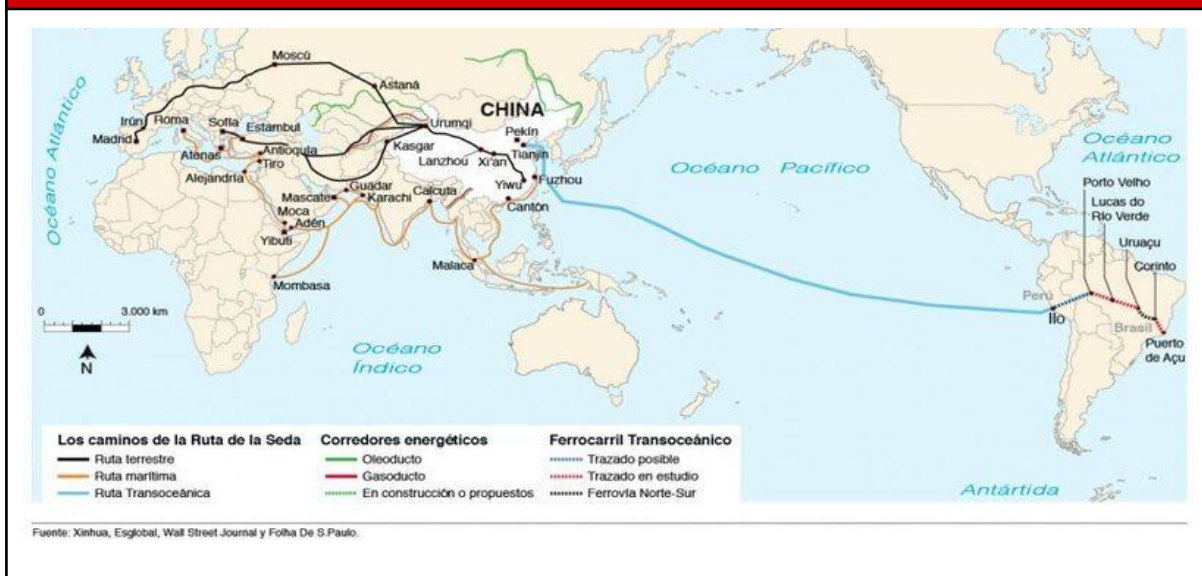 Moscú
Astaná
CHINA
Irún
Roma
Sofía
Estambul
Urumqi
Pekín
Madrid
Atenas
Antioquía
Kasgar
Lanzhou
Xi'an
Tianjin
Tiro
Alejandría
Yiwu
Fuzhou
Mascate
Guadar
Karachi
Calcuta
Cantón
Moca
Adén
Yibuti
Malaca
Mombasa
Océano Atlántico
Océano Pacífico
Océano
Atlántico
Porto Velho
Lucas do
Río Verde
Uruaçu
Corinto
Perú
Ilo
Brasil
Puerto
de Açu
0 3.000 km
N
Océano
Índico
Antártida
Los caminos de la Ruta de la Seda
Ruta terrestre
Ruta marítima
Ruta Transoceánica
Corredores energéticos
Oleoducto
Gasoducto
En construcción o propuestos
Ferrocarril Transoceánico
Trazado posible
Trazado en estudio
Ferrovía Norte-Sur
Fuente: Xinhua, Esglobal, Wall Street Journal y Folha De S.Paulo.